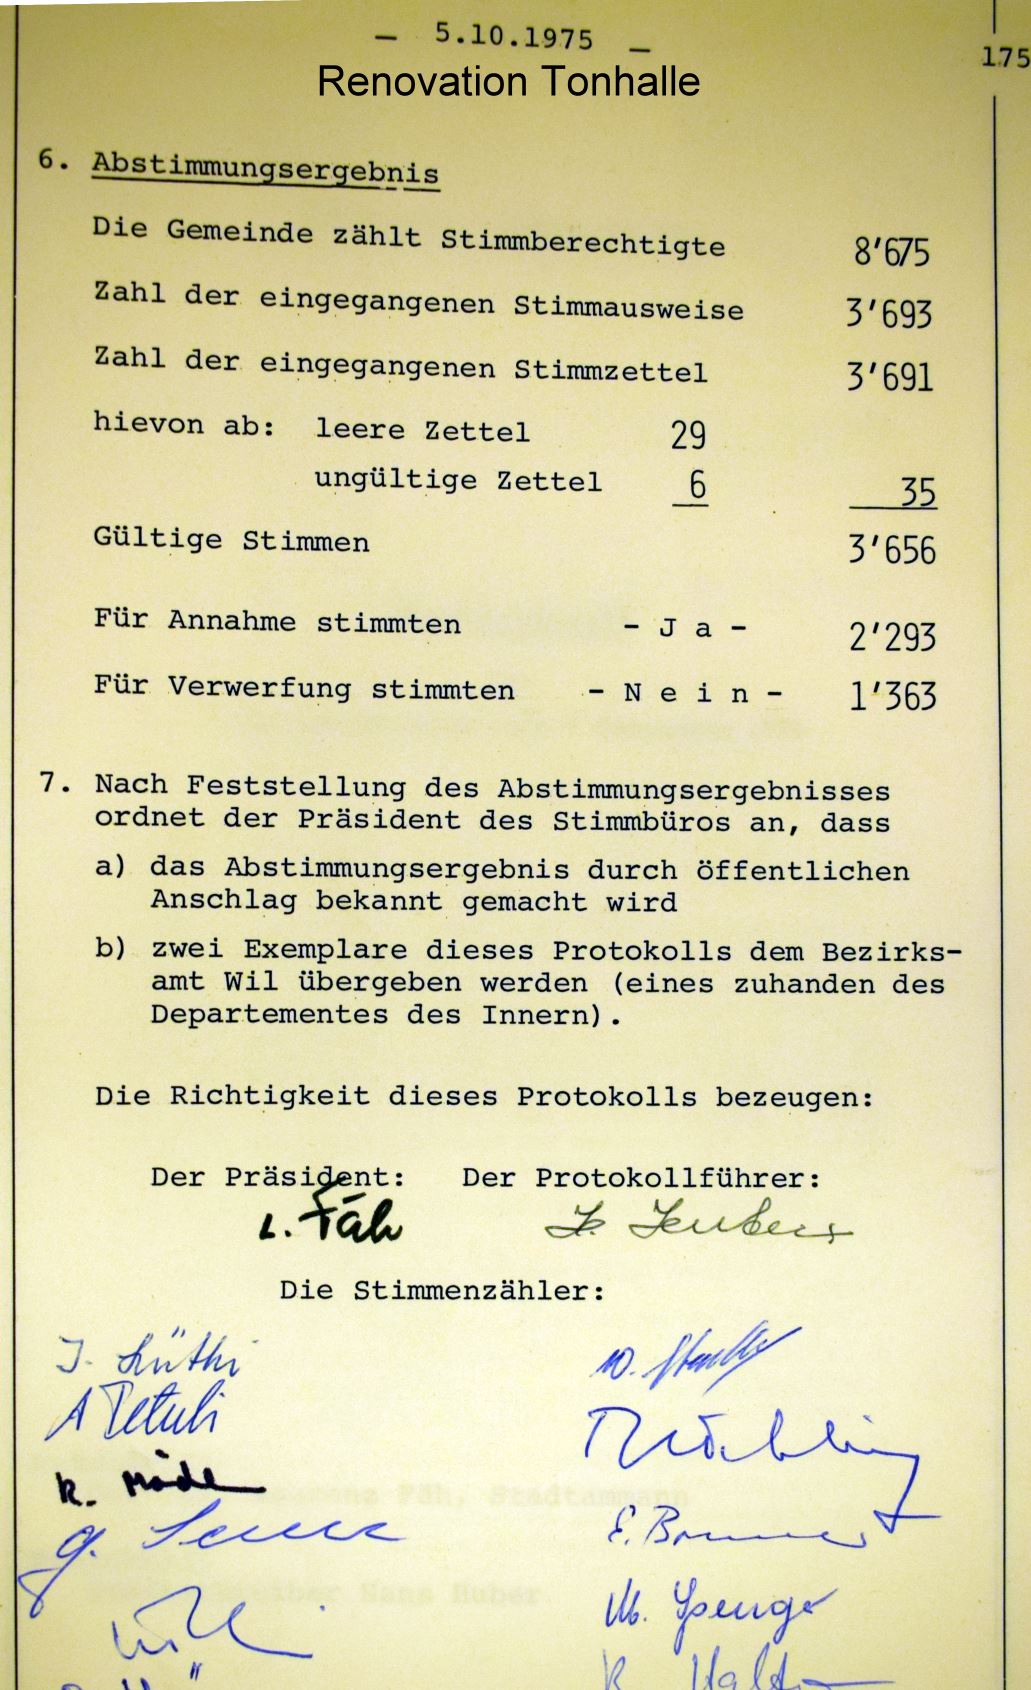 – 5.10.1975 –
175
Renovation Tonhalle
6. Abstimmungsergebnis
Die Gemeinde zählt Stimmberechtigte 8'675
Zahl der eingegangenen Stimmausweise 3'693
Zahl der eingegangenen Stimmzettel 3'691
hievon ab: leere Zettel 29
ungültige Zettel 6 35
Gültige Stimmen 3'656
Für Annahme stimmten - J a - 2'293
Für Verwerfung stimmten - N e i n - 1'363
7. Nach Feststellung des Abstimmungsergebnisses
ordnet der Präsident des Stimmbüros an, dass
a) das Abstimmungsergebnis durch öffentlichen
Anschlag bekannt gemacht wird
b) zwei Exemplare dieses Protokolls dem Bezirks-
amt Wil übergeben werden (eines zuhanden des
Departementes des Innern).
Die Richtigkeit dieses Protokolls bezeugen:
Der Präsident: Der Protokollführer:
L. Fäh
Die Stimmenzähler:
J. Lüthi
W.
A
K.
G.
E.
M.